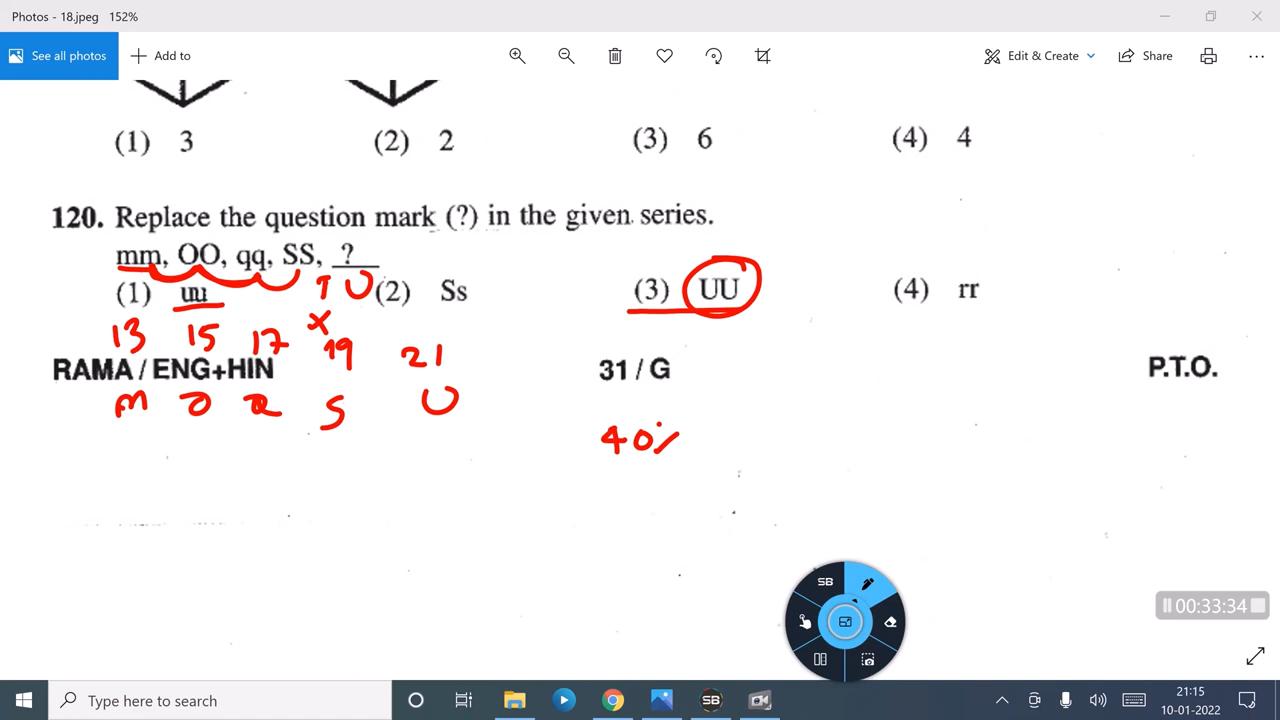 Photos - 18.jpeg 152%
See all photos
Add to
Edit & Create
Share
(1) 3 (2) 2 (3) 6 (4) 4
120. Replace the question mark (?) in the given series.
mm, OO, qq, SS, ?
T U
(1) uu (2) Ss (3) UU (4) rr
13 15 17 19 21
RAMA / ENG+HIN 31 / G P.T.O.
M O Q S U
40%
SB
00:33:34
Type here to search
SB
21:15
10-01-2022